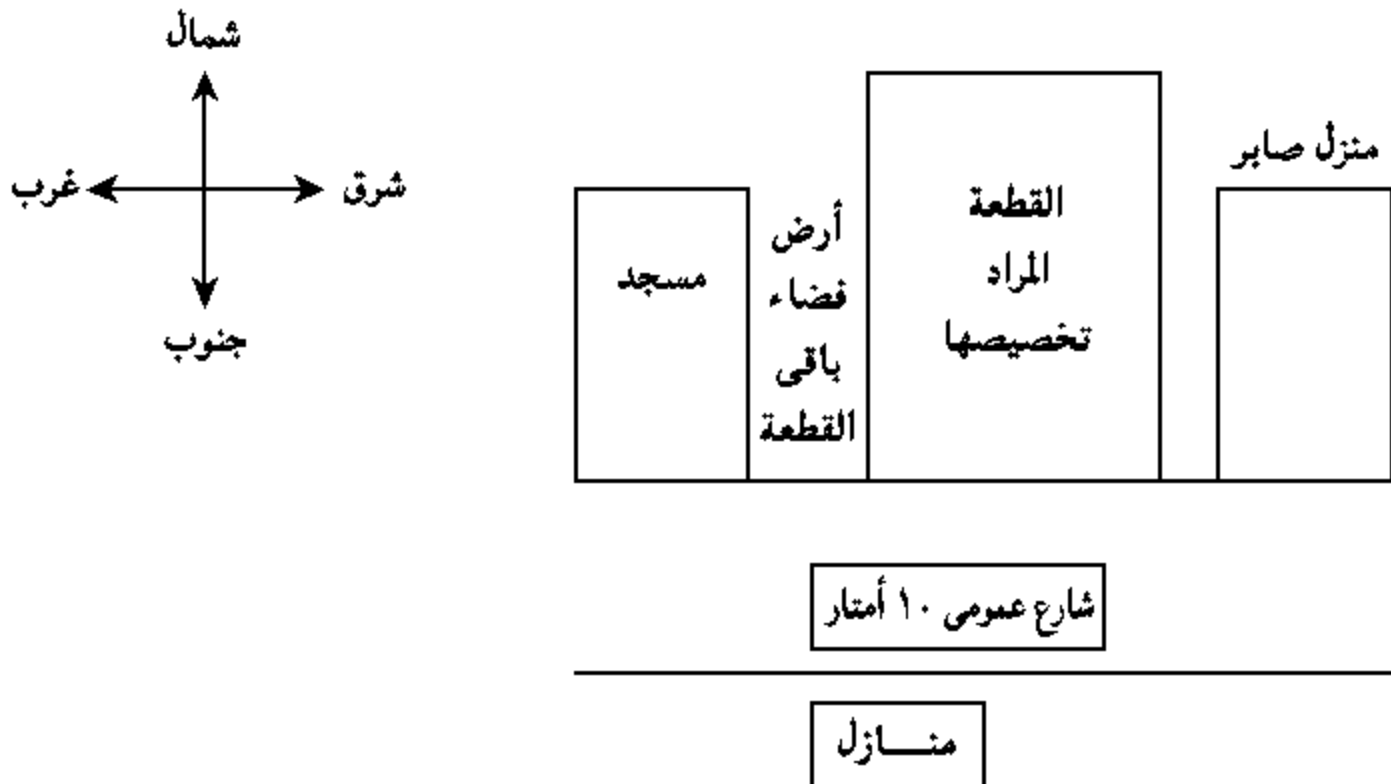 شمال
شرق
غرب
جنوب
منزل صابر
القطعة
المراد
تخصيصها
أرض
فضاء
باقى
القطعة
مسجد
شارع عمومى ١٠ أمتار
منـــازل